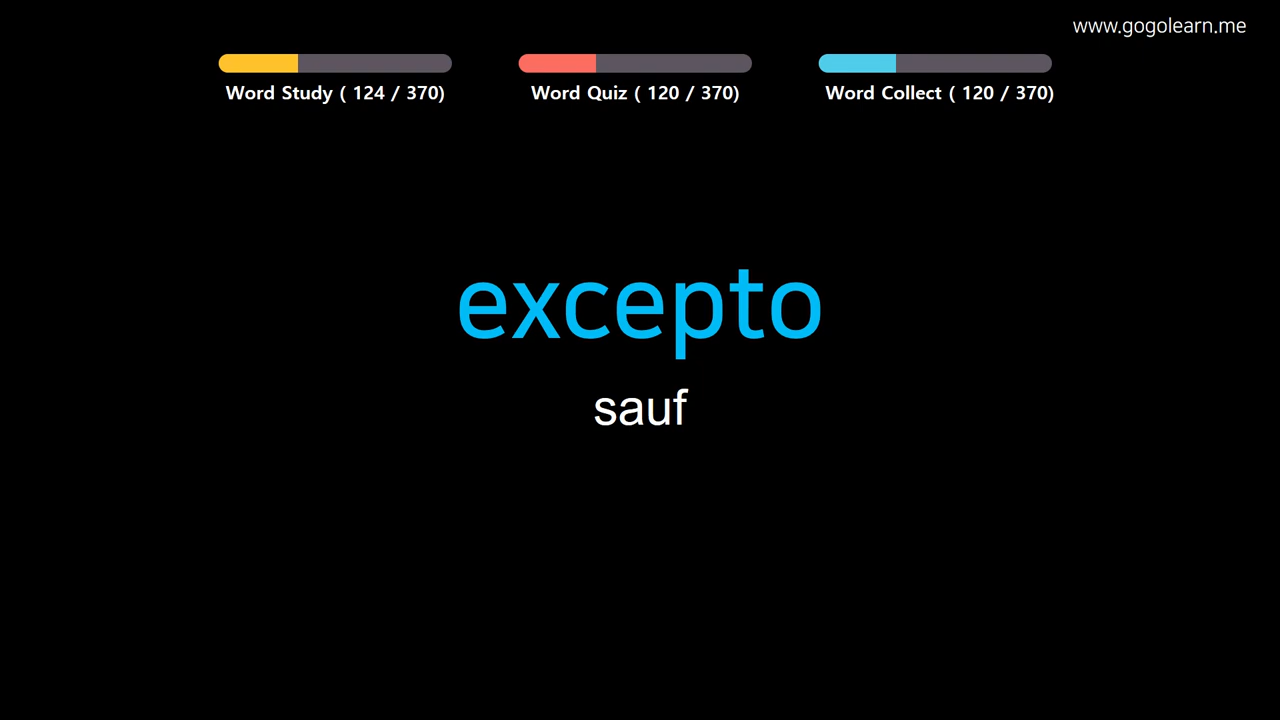 www.gogolearn.me
Word Study ( 124 / 370)
Word Quiz ( 120 / 370)
Word Collect ( 120 / 370)
excepto
sauf